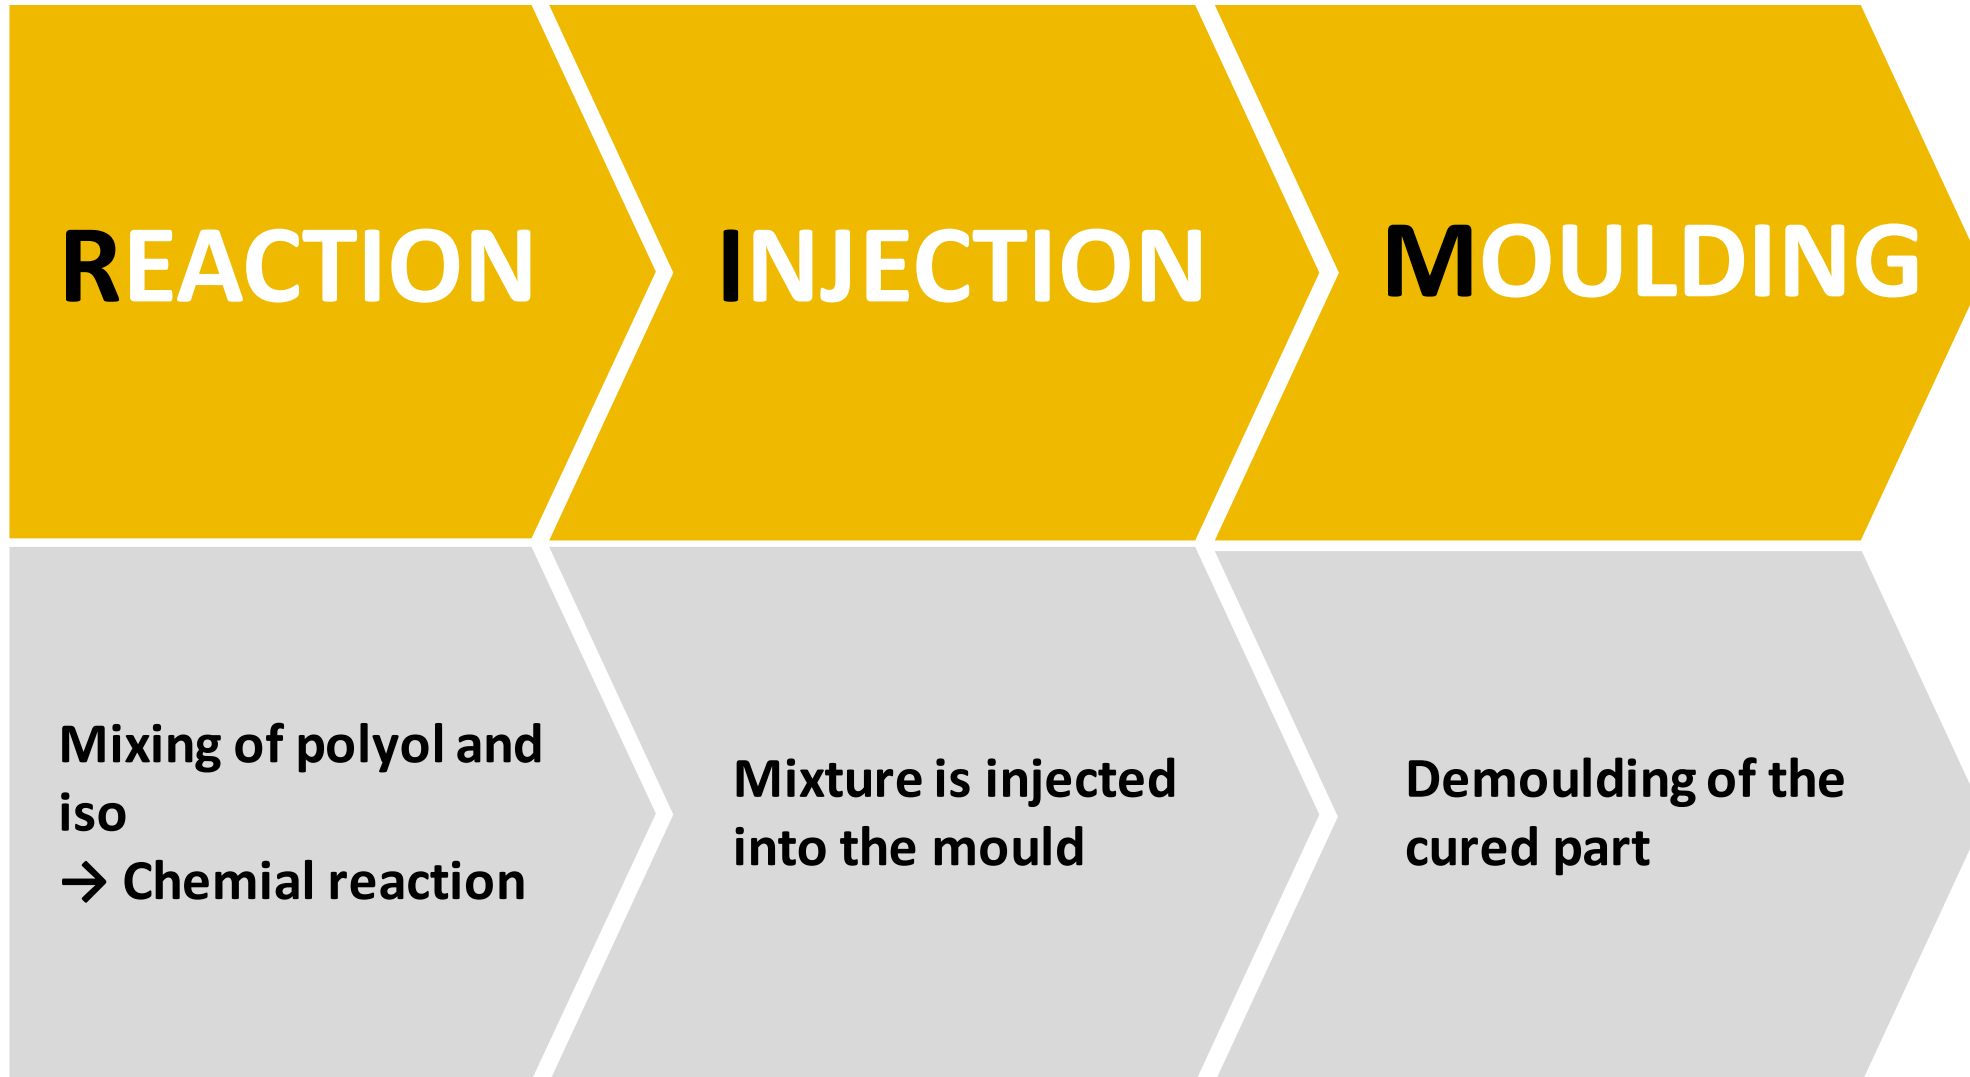 REACTION
INJECTION
MOULDING
Mixing of polyol and
iso
→ Chemial reaction
Mixture is injected
into the mould
Demoulding of the
cured part